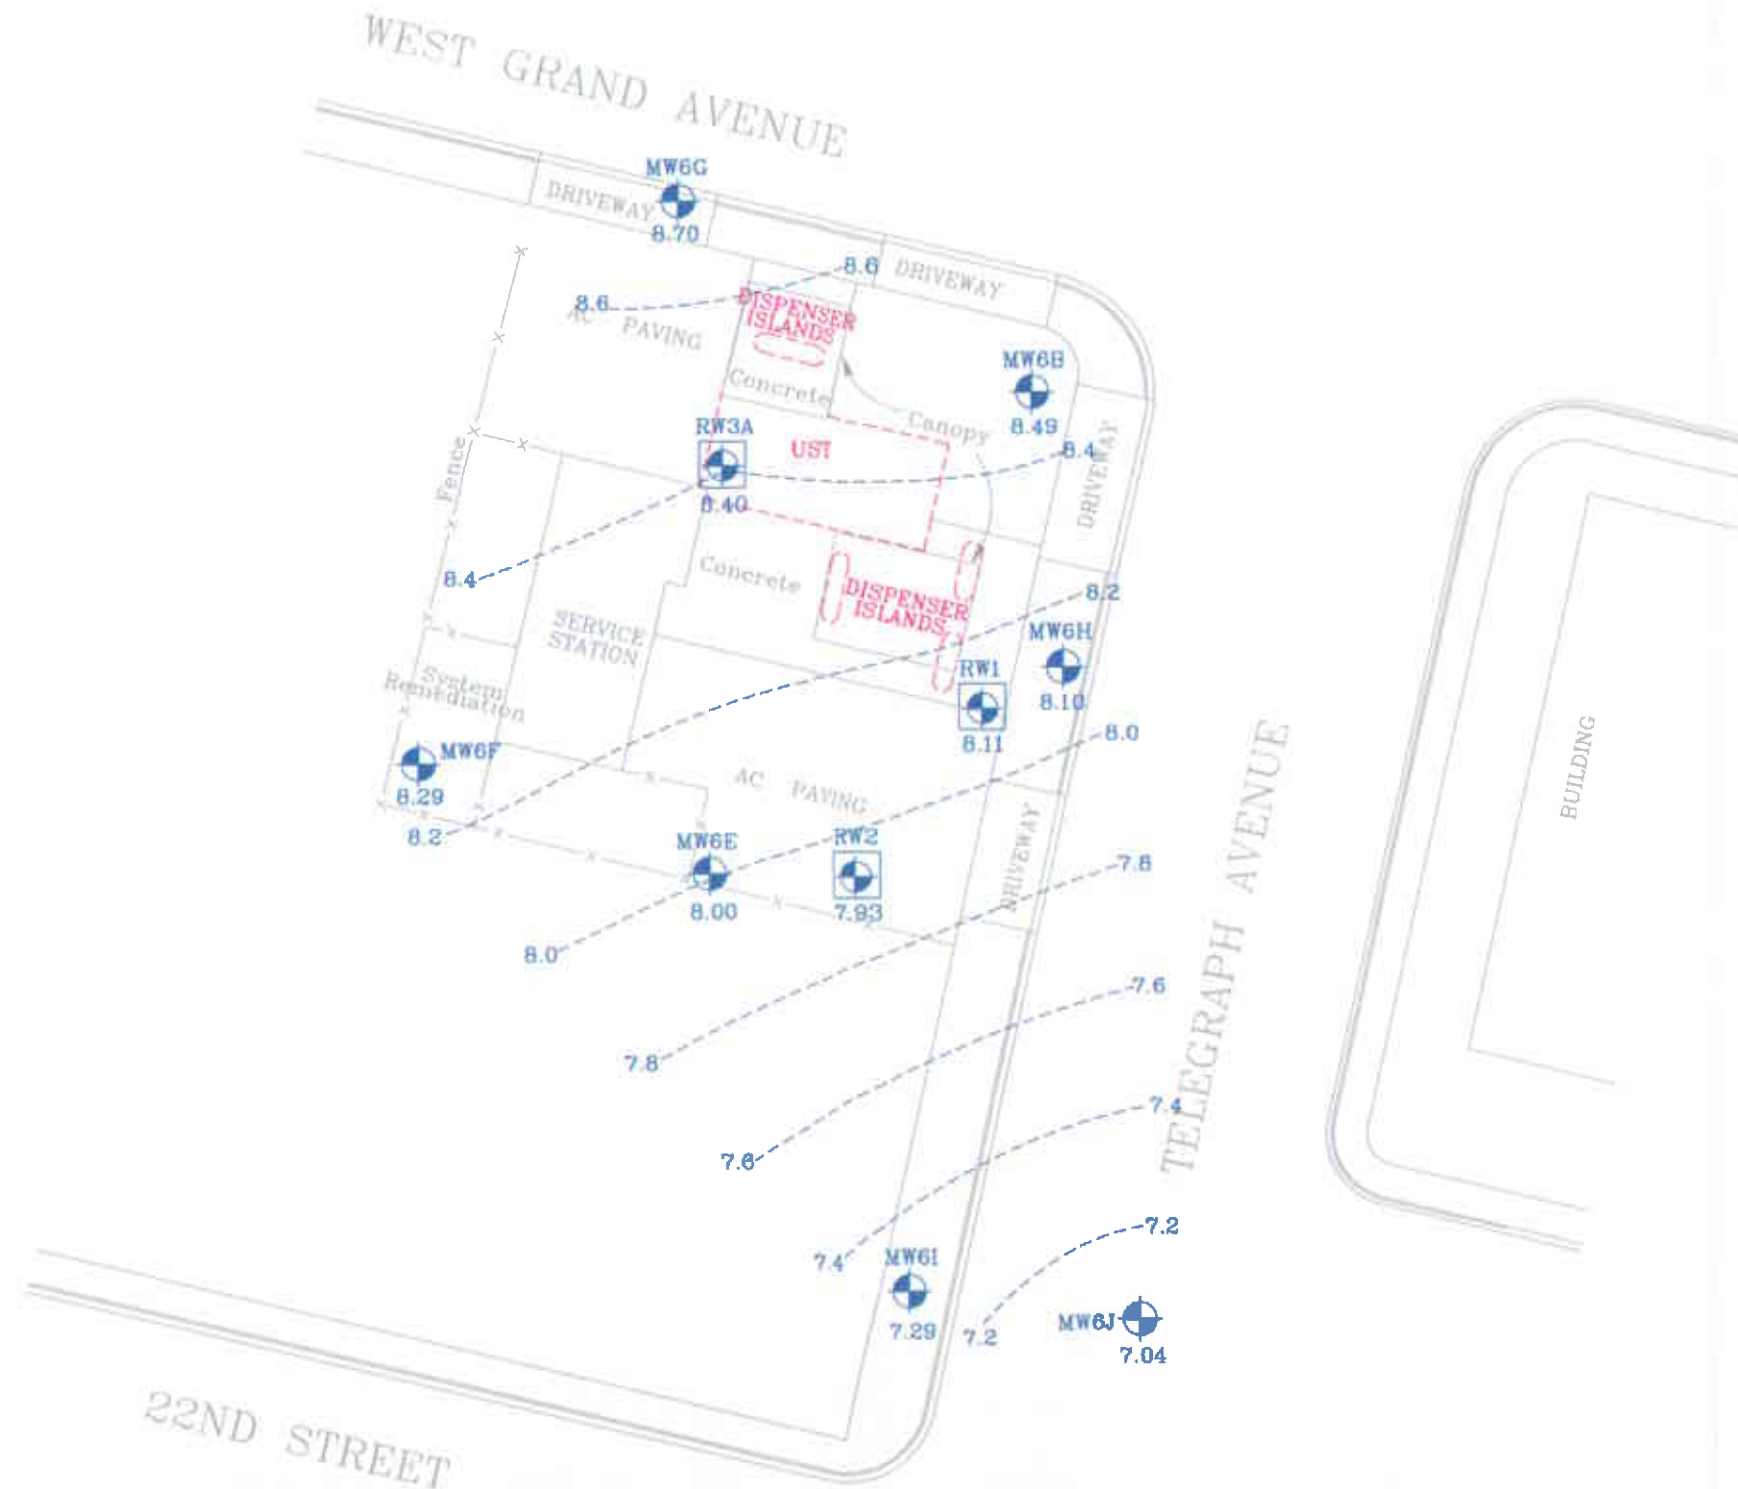 WEST GRAND AVENUE
MW6G
DRIVEWAY
8.70
8.6
DRIVEWAY
8.6
DISPENSER
ISLANDS
AC PAVING
MW6B
Concrete
8.49
Canopy
RW3A
UST
8.4
DRIVEWAY
Fence
8.40
8.4
Concrete
DISPENSER
ISLANDS
8.2
SERVICE
STATION
MW6H
RW1
System
Remediation
8.10
8.11
8.0
MW6F
8.29
AC PAVING
8.2
MW6E
RW2
DRIVEWAY
7.8
8.00
7.93
8.0
7.6
7.8
TELEGRAPH AVENUE
BUILDING
7.4
7.6
7.2
7.4
MW6I
7.29
7.2
MW6J
7.04
22ND STREET